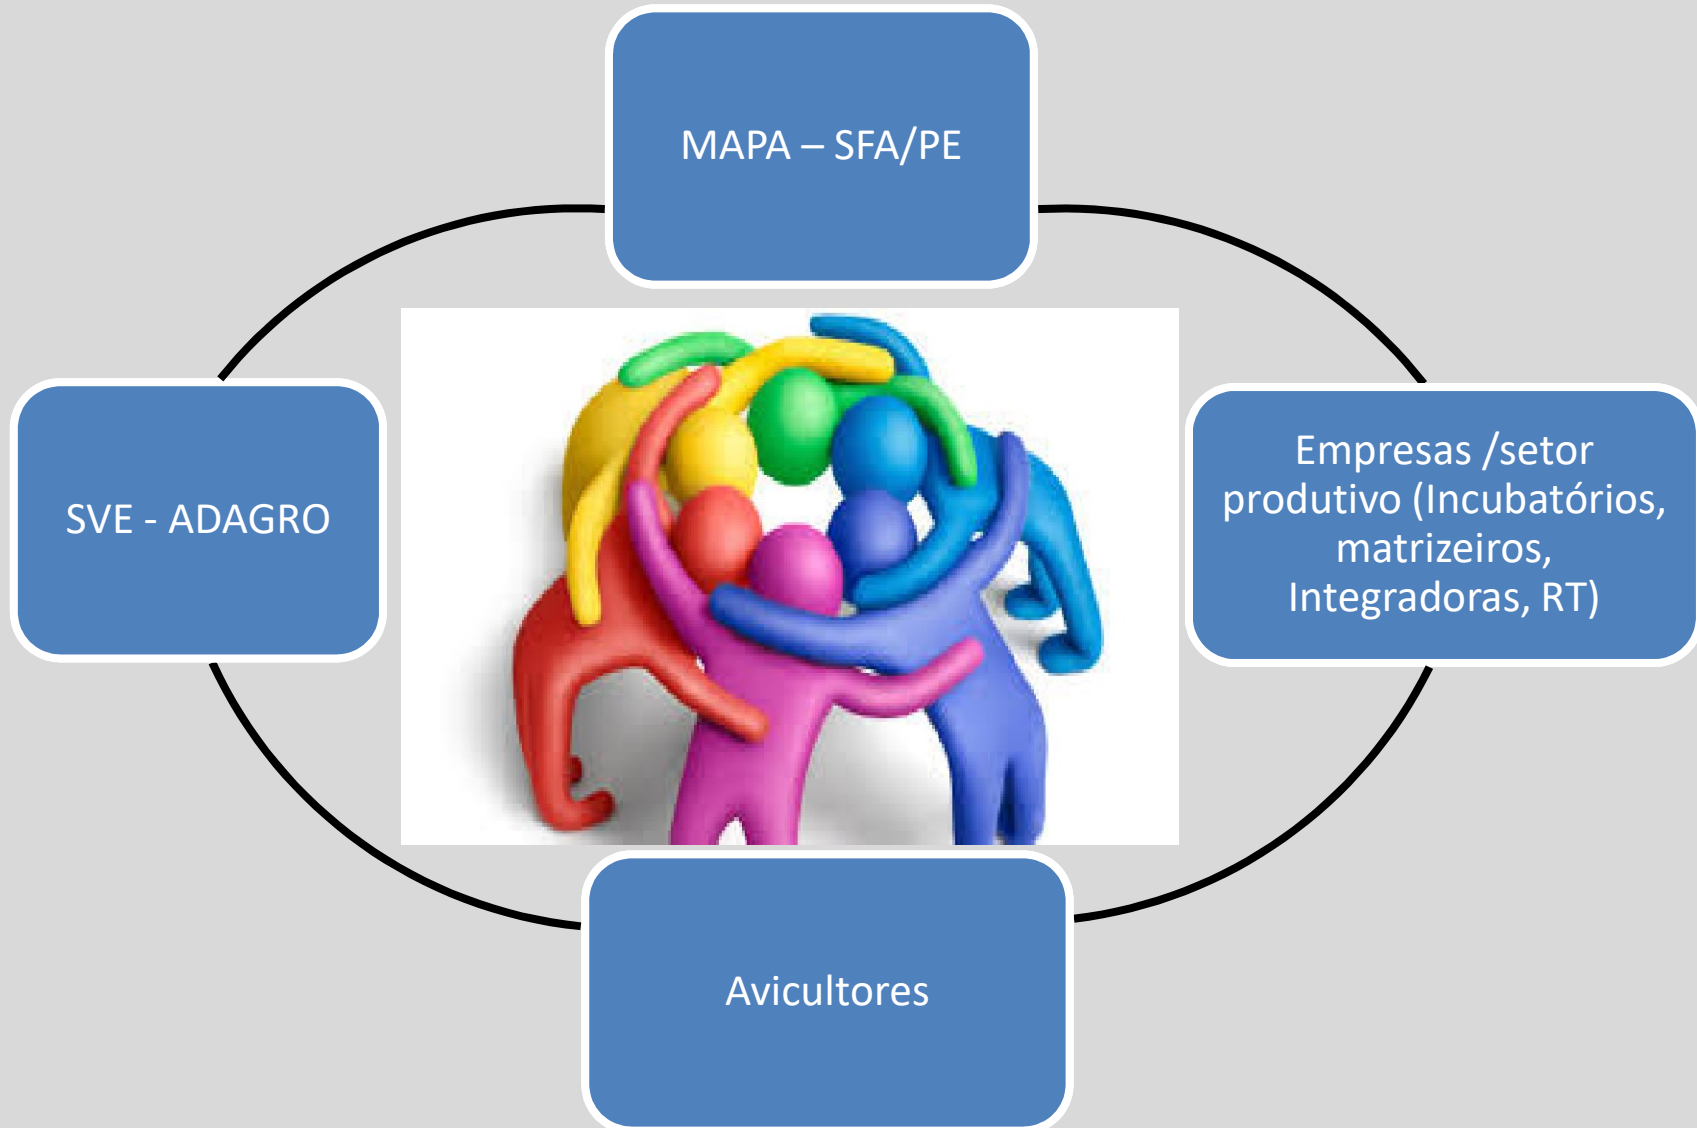 MAPA – SFA/PE
SVE - ADAGRO
Empresas /setor
produtivo (Incubatórios,
matrizeiros,
Integradoras, RT)
Avicultores